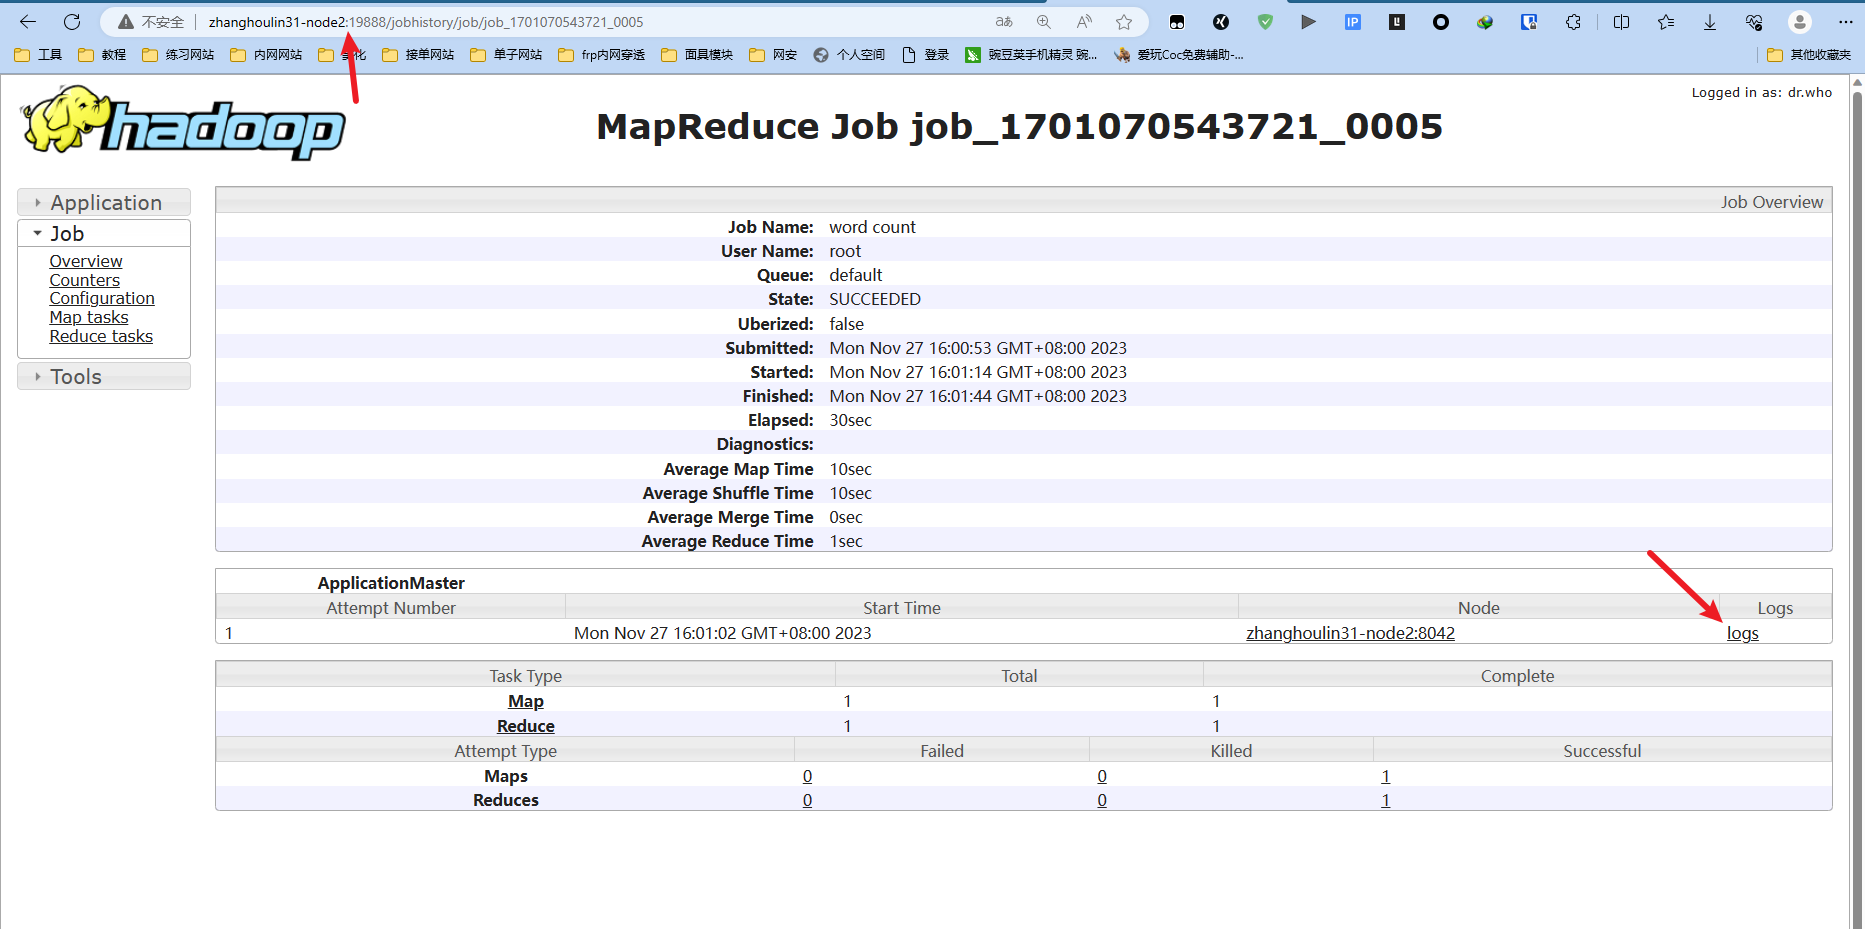 不安全 zhanghoulin31-node2:19888/jobhistory/job/job_1701070543721_0005
工具 教程 练习网站 内网网站 接单网站 单子网站 frp内网穿透 面具模块 网安 个人空间 登录 豌豆荚手机精灵 豌... 爱玩Coc免费辅助-... 其他收藏夹
Logged in as: dr.who
hadoop
MapReduce Job job_1701070543721_0005
Application
Job
Overview
Counters
Configuration
Map tasks
Reduce tasks
Tools
Job Overview
Job Name: word count
User Name: root
Queue: default
State: SUCCEEDED
Uberized: false
Submitted: Mon Nov 27 16:00:53 GMT+08:00 2023
Started: Mon Nov 27 16:01:14 GMT+08:00 2023
Finished: Mon Nov 27 16:01:44 GMT+08:00 2023
Elapsed: 30sec
Diagnostics:
Average Map Time 10sec
Average Shuffle Time 10sec
Average Merge Time 0sec
Average Reduce Time 1sec
ApplicationMaster
Attempt Number Start Time Node Logs
1 Mon Nov 27 16:01:02 GMT+08:00 2023 zhanghoulin31-node2:8042 logs
Task Type Total Complete
Map 1 1
Reduce 1 1
Attempt Type Failed Killed Successful
Maps 0 0 1
Reduces 0 0 1